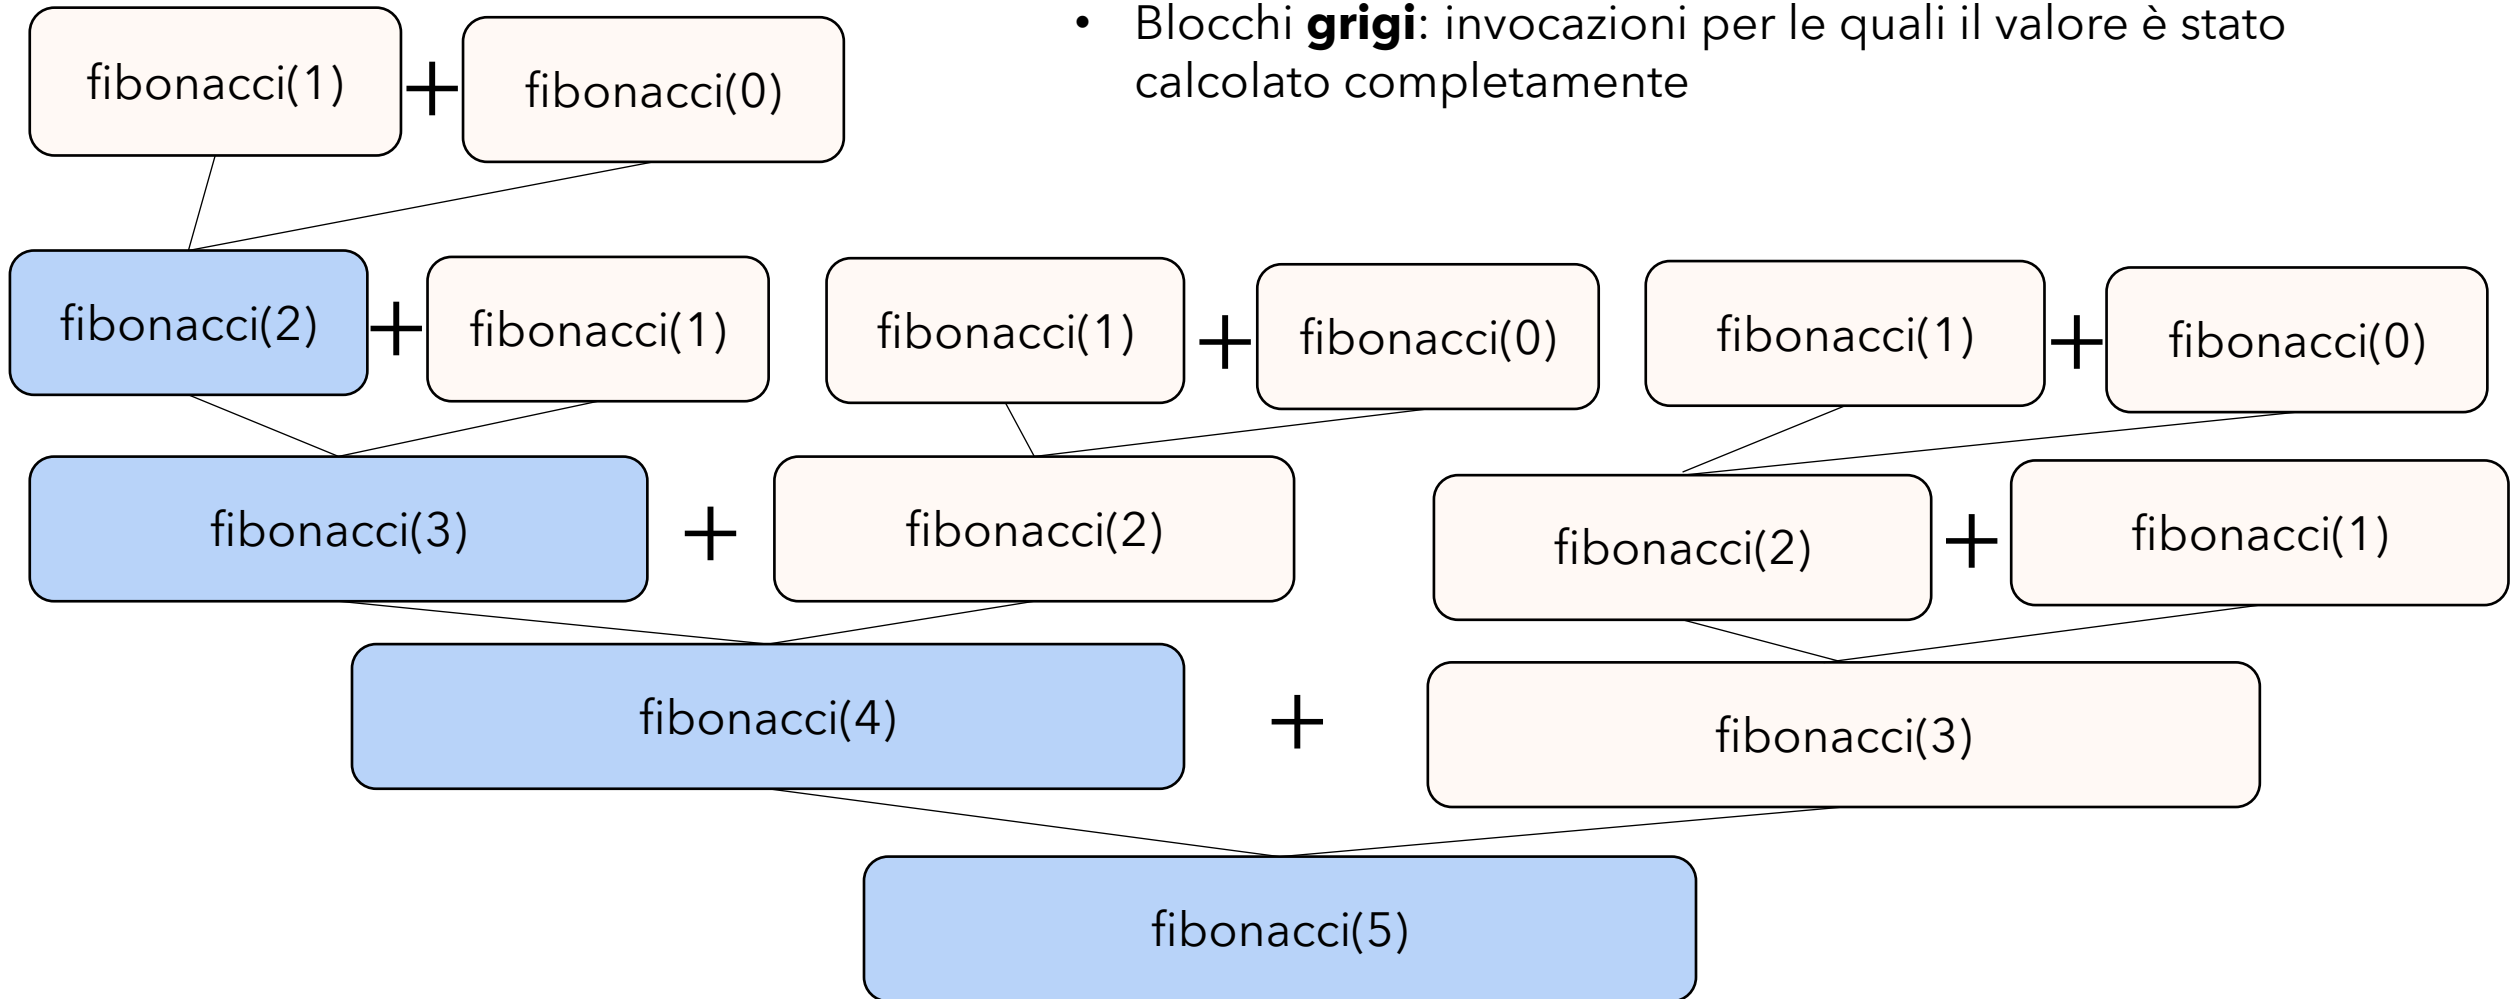 • Blocchi grigi: invocazioni per le quali il valore è stato
calcolato completamente
fibonacci(1) + fibonacci(0)
fibonacci(2) + fibonacci(1) fibonacci(1) + fibonacci(0) fibonacci(1) + fibonacci(0)
fibonacci(3) + fibonacci(2) fibonacci(2) + fibonacci(1)
fibonacci(4) + fibonacci(3)
fibonacci(5)